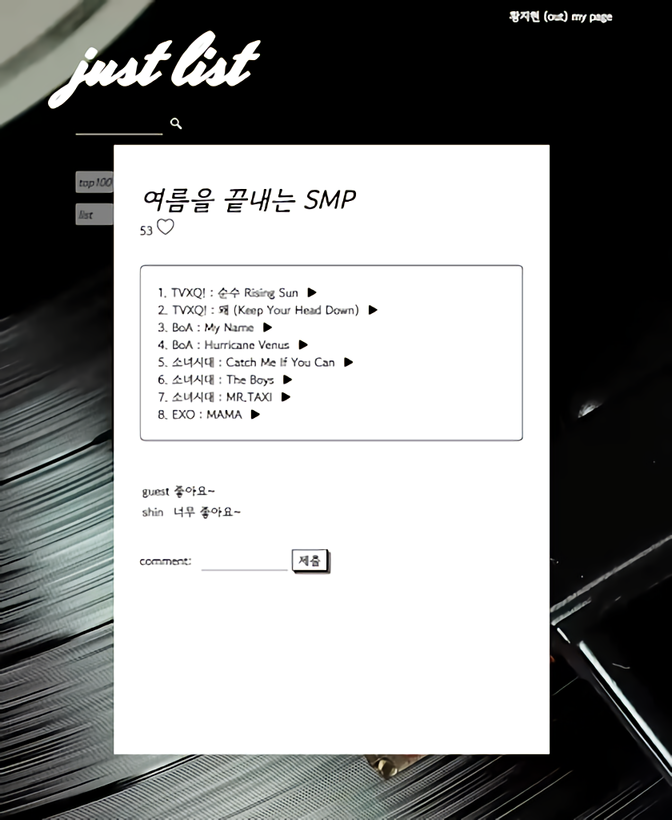 황지현 (out) my page
just list
top100
list
여름을 끝내는 SMP
53
1. TVXQ! : 순수 Rising Sun
2. TVXQ! : 왜 (Keep Your Head Down)
3. BoA : My Name
4. BoA : Hurricane Venus
5. 소녀시대 : Catch Me If You Can
6. 소녀시대 : The Boys
7. 소녀시대 : MR.TAXI
8. EXO : MAMA
guest 좋아요~
shin 너무 좋아요~
comment: 제출